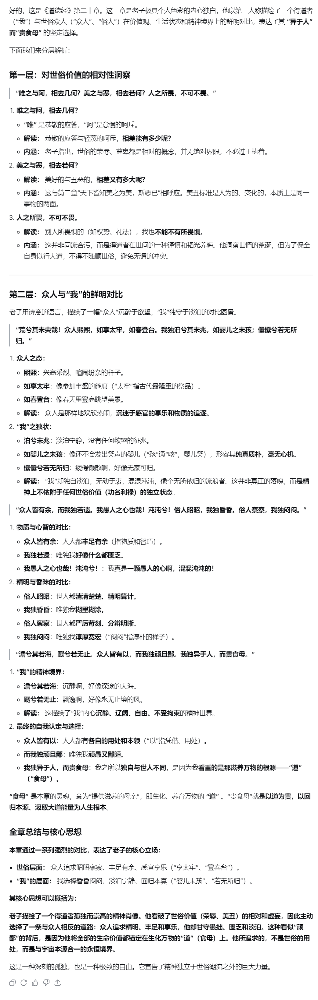 好的，这是《道德经》第二十章。这一章是老子极具个人色彩的内心独白，他以第一人称描绘了一个得道者
（“我”）与世俗众人（“众人”、“俗人”）在价值观、生活状态和精神境界上的鲜明对比，表达了其 “异于人”
而“贵食母” 的坚定选择。
下面我们来分层解析：
第一层：对世俗价值的相对性洞察
“唯之与阿，相去几何？美之与恶，相去若何？人之所畏，不可不畏。”
1. 唯之与阿，相去几何？
“唯” 是恭敬的应答，“阿”是怠慢的呵斥。
解读： 恭敬的应答与轻蔑的呵斥，相差能有多少呢？
内涵： 老子指出，世俗的荣辱、尊卑都是相对的概念，并无绝对界限，不必过于执着。
2. 美之与恶，相去若何？
解读： 美好的与丑恶的，相差又有多大呢？
内涵： 这与第二章“天下皆知美之为美，斯恶已”相呼应。美丑标准是人为的、变化的，本质上是同一
事物的两面。
3. 人之所畏，不可不畏。
解读： 别人所畏惧的（如权势、礼法），我也不能不有所畏惧。
内涵： 这并非同流合污，而是得道者在世间的一种谨慎和韬光养晦。他洞察世情的荒诞，但为了保全
自身以行大道，不得不随顺世俗，避免无谓的冲突。
第二层：众人与“我”的鲜明对比
老子用诗意的语言，描绘了一幅“众人”沉醉于欲望，“我”独守于淡泊的对比图景。
“荒兮其未央哉！众人熙熙，如享太牢，如春登台。我独泊兮其未兆，如婴儿之未孩；儽儽兮若无所
归。”
1. 众人之态：
熙熙：兴高采烈、喧闹纷杂的样子。
如享太牢：像参加丰盛的筵席（“太牢”指古代最隆重的祭品）。
如春登台：像春天里登高眺望美景。
解读： 众人是那样地欢欣热闹，沉迷于感官的享乐和物质的追逐。
2. “我”之独状：
泊兮未兆：淡泊宁静，没有任何欲望的征兆。
如婴儿之未孩：像还不会发出笑声的婴儿（“孩”通“咳”，婴儿笑），形容其纯真质朴，毫无心机。
儽儽兮若无所归：疲倦懒散啊，好像无家可归。
解读： “我”却独自淡泊，无动于衷，混混沌沌，像个无所依归的流浪者。这并非真正的落魄，而是精
神上不依附于任何世俗价值（功名利禄）的独立状态。
“众人皆有余，而我独若遗。我愚人之心也哉！沌沌兮！俗人昭昭，我独昏昏。俗人察察，我独闷闷。”
1. 物质与心智的对比：
众人皆有余：人人都丰足有余（指物质和智巧）。
我独若遗：唯独我好像什么都匮乏。
我愚人之心也哉！沌沌兮！：我真是一颗愚人的心啊，混混沌沌的！
2. 精明与昏昧的对比：
俗人昭昭：世人都清清楚楚、精明算计。
我独昏昏：唯独我糊里糊涂。
俗人察察：世人都严厉苛刻、分辨明晰。
我独闷闷：唯独我淳厚宽宏（“闷闷”指淳朴的样子）。
“澹兮其若海，飂兮若无止。众人皆有以，而我独顽且鄙。我独异于人，而贵食母。”
1. “我”的精神境界：
澹兮其若海：沉静啊，好像深邃的大海。
飂兮若无止：飘逸啊，好像永无止境的风。
解读： 这描绘了“我”内心沉静、辽阔、自由、不受拘束的精神世界。
2. 最终的自我认定与选择：
众人皆有以：人人都有各自的用处和本领（“以”指凭借、用处）。
而我独顽且鄙：唯独我顽愚又鄙陋。
我独异于人，而贵食母：我之所以独自与世人不同，是因为我看重的是那滋养万物的根源——“道”
（“食母”）。
“食母” 是本章的灵魂，意为“提供滋养的母亲”，即生化、养育万物的 “道” 。“贵食母”就是以道为贵，以回
归本源、汲取大道能量为人生根本。
全章总结与核心思想
本章通过一系列强烈的对比，表达了老子的核心立场：
世俗层面： 众人追求昭昭察察、丰足有余、感官享乐（“享太牢”、“登春台”）。
“我”的层面： 我选择昏昏闷闷、淡泊宁静、回归本真（“婴儿未孩”、“若无所归”）。
其核心思想可以概括为：
老子描绘了一个得道者孤独而崇高的精神肖像。他看破了世俗价值（荣辱、美丑）的相对和虚妄，因此主动
选择了一条与众人相反的道路：众人追求精明、丰足和享乐，他却甘守愚拙、匮乏和淡泊。这种看似“顽
鄙”的背后，是因为他将全部的生命价值都锚定在生化万物的“道”（食母）上。他所追求的，不是世俗的用
处，而是与宇宙本源合一的永恒境界。
这是一种深刻的孤独，也是一种极致的自由。它宣告了精神独立于世俗潮流之外的巨大力量。